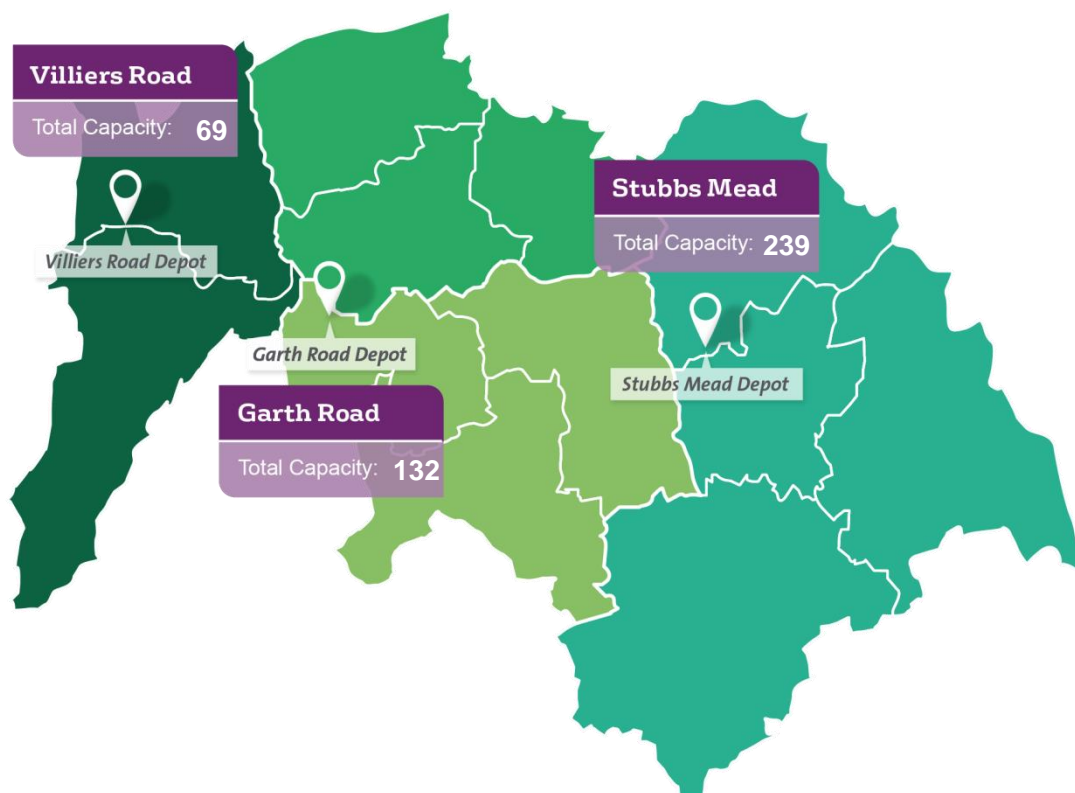 Villiers Road
Total Capacity: 69
Villiers Road Depot
Stubbs Mead
Total Capacity: 239
Stubbs Mead Depot
Garth Road Depot
Garth Road
Total Capacity: 132